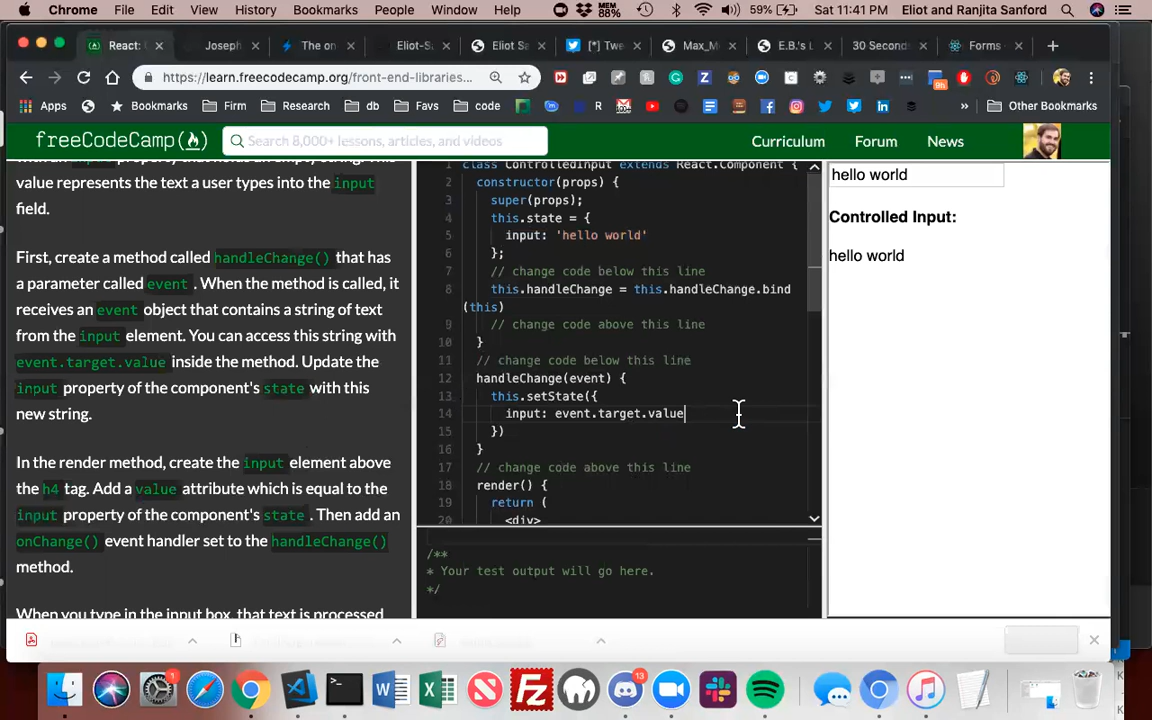 Chrome File Edit View History Bookmarks People Window Help MEM 88% 59% Sat 11:41 PM Eliot and Ranjita Sanford
React: Joseph The on Eliot-S Eliot Sa [*] Twe Max_M E.B.'s L 30 Second Forms
https://learn.freecodecamp.org/front-end-libraries...
Apps Bookmarks Firm Research db Favs code R Other Bookmarks
freeCodeCamp Search 8,000+ lessons, articles, and videos Curriculum Forum News
value represents the text a user types into the input
field.
First, create a method called handleChange() that has
a parameter called event . When the method is called, it
receives an event object that contains a string of text
from the input element. You can access this string with
event.target.value inside the method. Update the
input property of the component's state with this
new string.
In the render method, create the input element above
the h4 tag. Add a value attribute which is equal to the
input property of the component's state . Then add an
onChange() event handler set to the handleChange()
method.
When you type in the input box, that text is processed
1 class ControlledInput extends React.Component {
2 constructor(props) {
3 super(props);
4 this.state = {
5 input: 'hello world'
6 };
7 // change code below this line
8 this.handleChange = this.handleChange.bind
(this)
9 // change code above this line
10 }
11 // change code below this line
12 handleChange(event) {
13 this.setState({
14 input: event.target.value
15 })
16 }
17 // change code above this line
18 render() {
19 return (
20 <div>
/**
* Your test output will go here.
*/
hello world
Controlled Input:
hello world
1
13